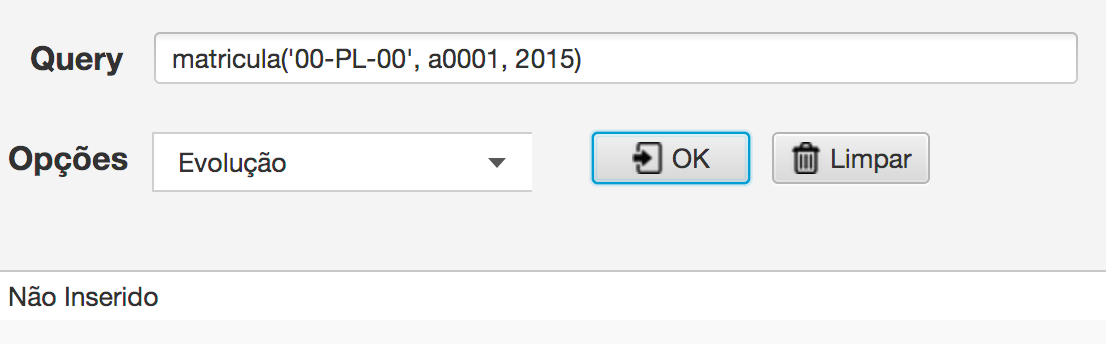 Query matricula('00-PL-00', a0001, 2015)
Opções Evolução OK Limpar
Não Inserido